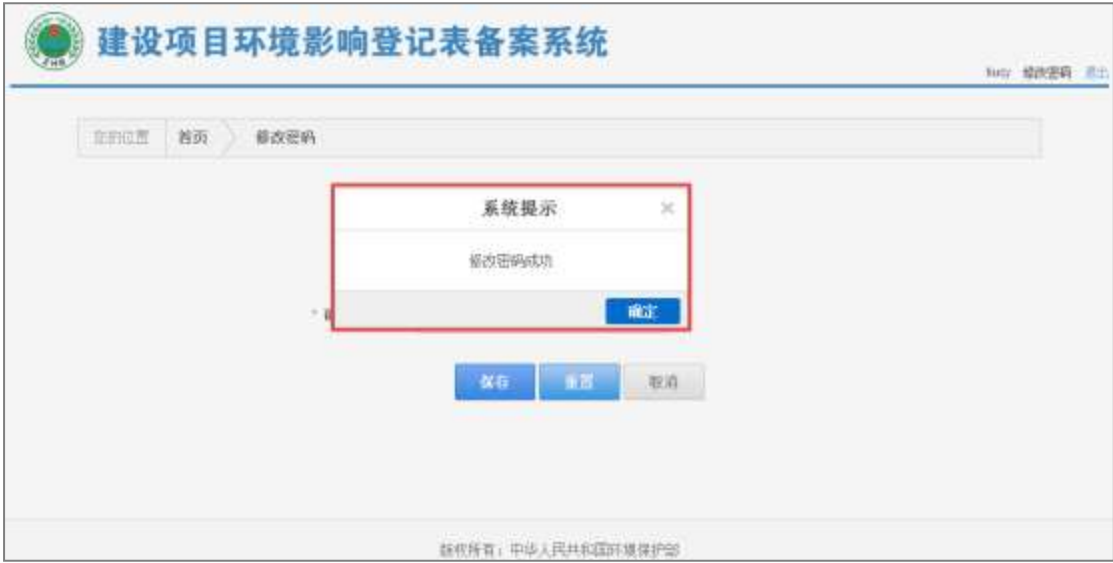 建设项目环境影响登记表备案系统
修改密码 退出
您的位置 首页 修改密码
系统提示
修改密码成功
确定
*
保存 重置 取消
版权所有：中华人民共和国环境保护部